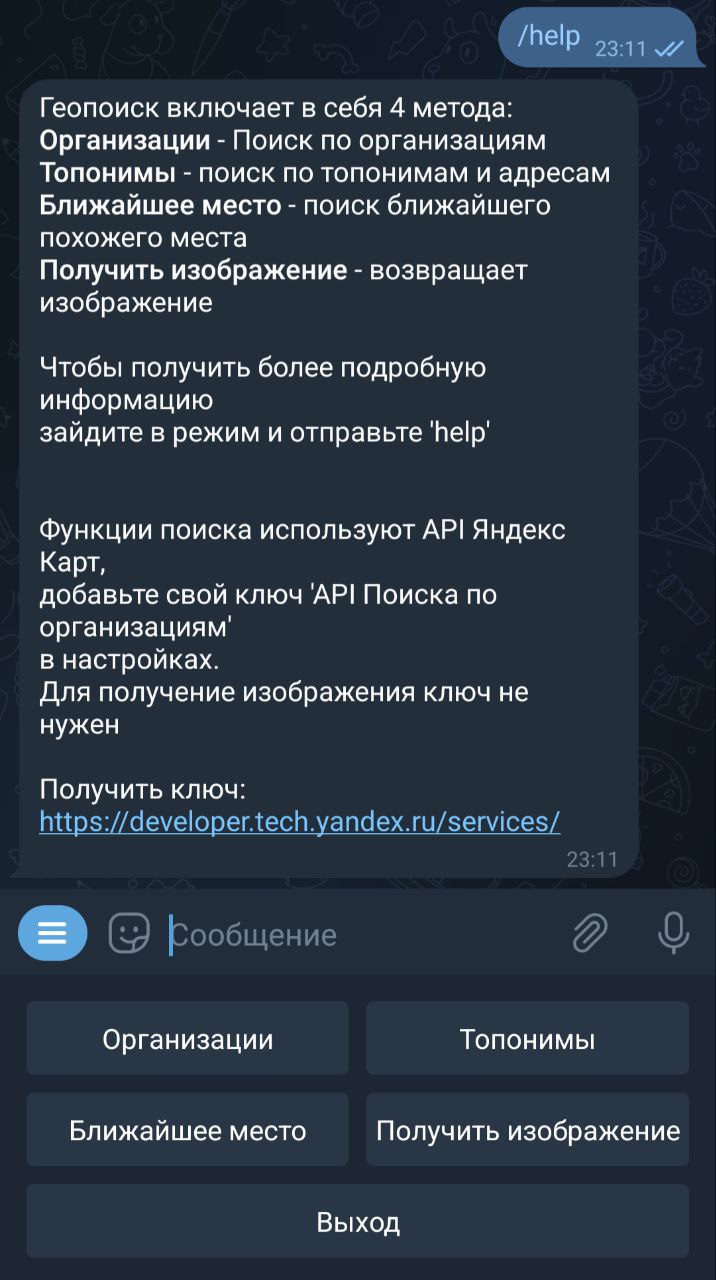 /help
23:11
Геопоиск включает в себя 4 метода:
Организации - Поиск по организациям
Топонимы - поиск по топонимам и адресам
Ближайшее место - поиск ближайшего
похожего места
Получить изображение - возвращает
изображение
Чтобы получить более подробную
информацию
зайдите в режим и отправьте 'help'
Функции поиска используют API Яндекс
Карт,
добавьте свой ключ 'API Поиска по
организациям'
в настройках.
Для получение изображения ключ не
нужен
Получить ключ:
https://developer.tech.yandex.ru/services/
23:11
Сообщение
Организации
Топонимы
Ближайшее место
Получить изображение
Выход